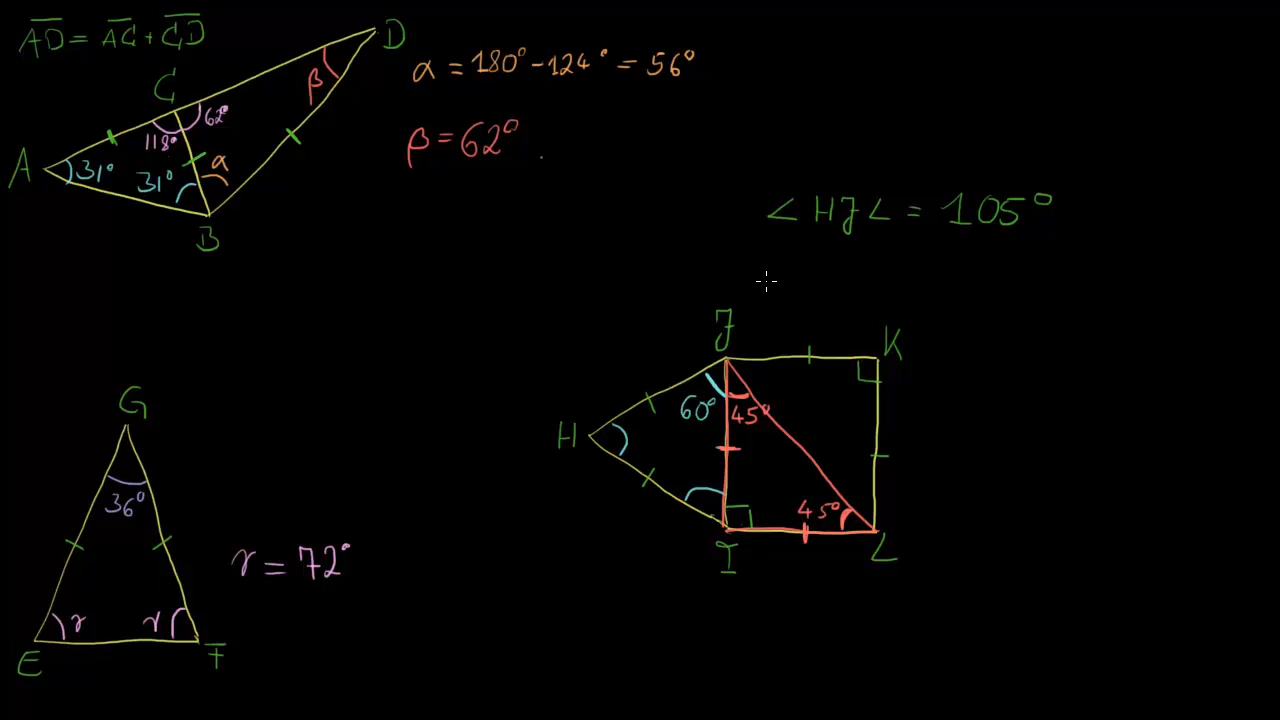 AD = AC + CD
D
α = 180° - 124° = 56°
C
β
62°
118°
β = 62°
A
31°
31°
α
B
∠ HJL = 105°
J
K
G
60°
45°
H
36°
45°
I
L
γ = 72°
γ
γ
E
F